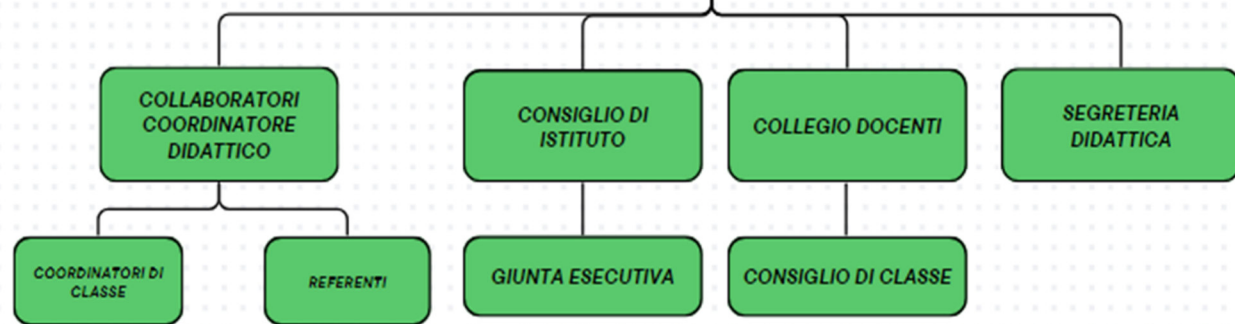 COLLABORATORI
COORDINATORE
DIDATTICO
CONSIGLIO DI
ISTITUTO
COLLEGIO DOCENTI
SEGRETERIA
DIDATTICA
COORDINATORI DI
CLASSE
REFERENTI
GIUNTA ESECUTIVA
CONSIGLIO DI CLASSE